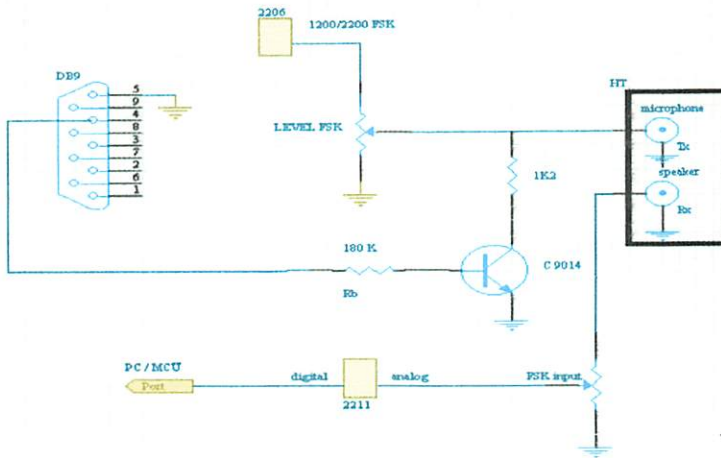 2206
1200/2200 FSK
DB9
5
9
4
8
3
7
2
6
1
LEVEL FSK
HT
microphone
Tx
speaker
Rx
1K2
180 K
Rb
C 9014
PC / MCU
Port
digital
analog
FSK input
2211